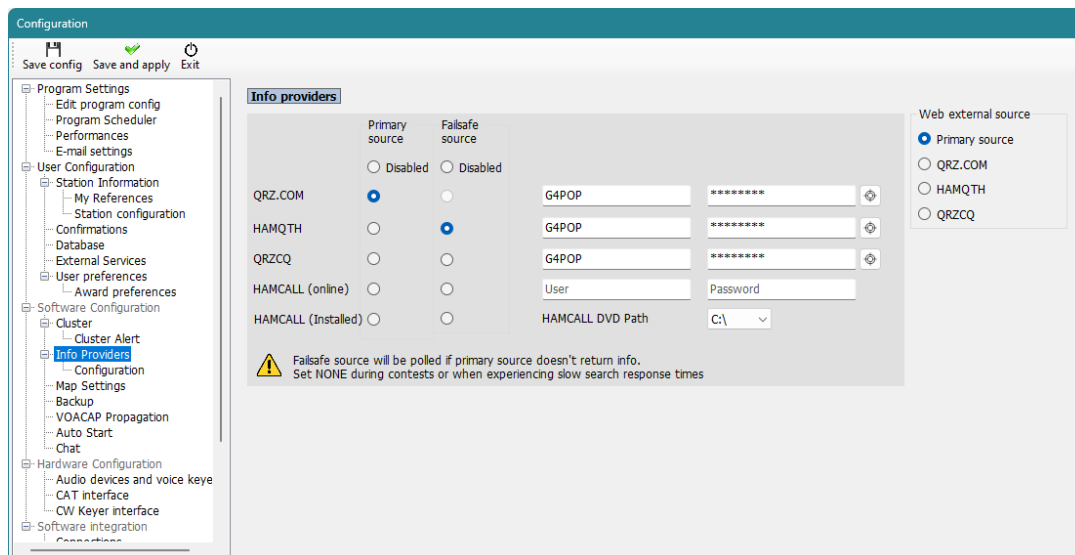 Configuration
Save config Save and apply Exit
Program Settings
Edit program config
Program Scheduler
Performances
E-mail settings
User Configuration
Station Information
My References
Station configuration
Confirmations
Database
External Services
User preferences
Award preferences
Software Configuration
Cluster
Cluster Alert
Info Providers
Configuration
Map Settings
Backup
VOACAP Propagation
Auto Start
Chat
Hardware Configuration
Audio devices and voice keye
CAT interface
CW Keyer interface
Software integration
Connections
Info providers
Primary source
Failsafe source
Disabled Disabled
QRZ.COM G4POP ********
HAMQTH G4POP ********
QRZCQ G4POP ********
HAMCALL (online) User Password
HAMCALL (Installed) HAMCALL DVD Path C:\
Failsafe source will be polled if primary source doesn't return info.
Set NONE during contests or when experiencing slow search response times
Web external source
Primary source
QRZ.COM
HAMQTH
QRZCQ